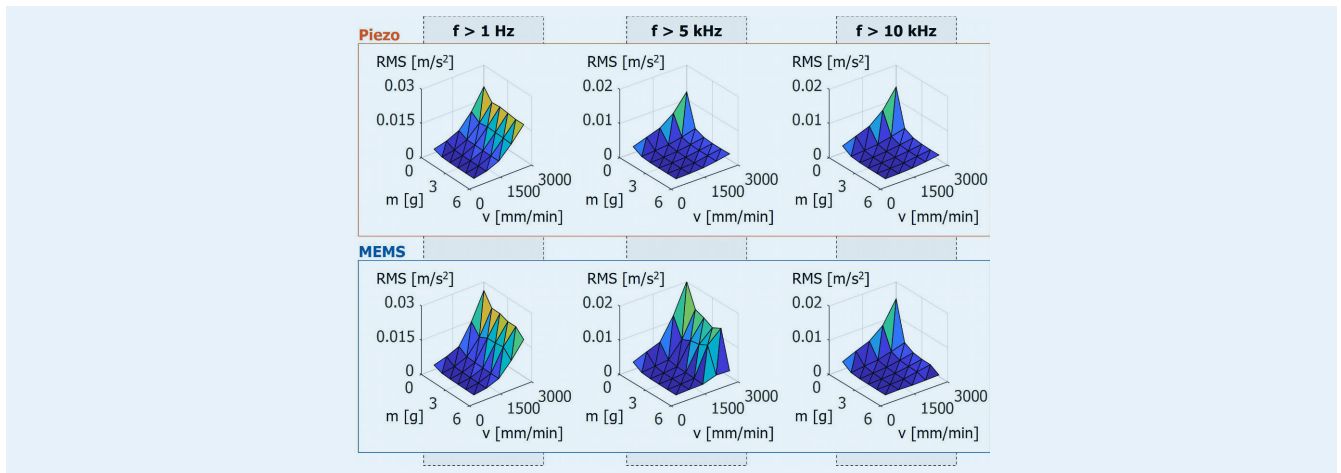 f > 1 Hz f > 5 kHz f > 10 kHz
Piezo
RMS [m/s²] RMS [m/s²] RMS [m/s²]
0.03 0.02 0.02
0.015 0.01 0.01
0 0 0
0 0 0
3 3000 3 3000 3 3000
m [g] 1500 m [g] 1500 m [g] 1500
6 0 6 0 6 0
v [mm/min] v [mm/min] v [mm/min]
MEMS
RMS [m/s²] RMS [m/s²] RMS [m/s²]
0.03 0.02 0.02
0.015 0.01 0.01
0 0 0
0 0 0
3 3000 3 3000 3 3000
m [g] 1500 m [g] 1500 m [g] 1500
6 0 6 0 6 0
v [mm/min] v [mm/min] v [mm/min]